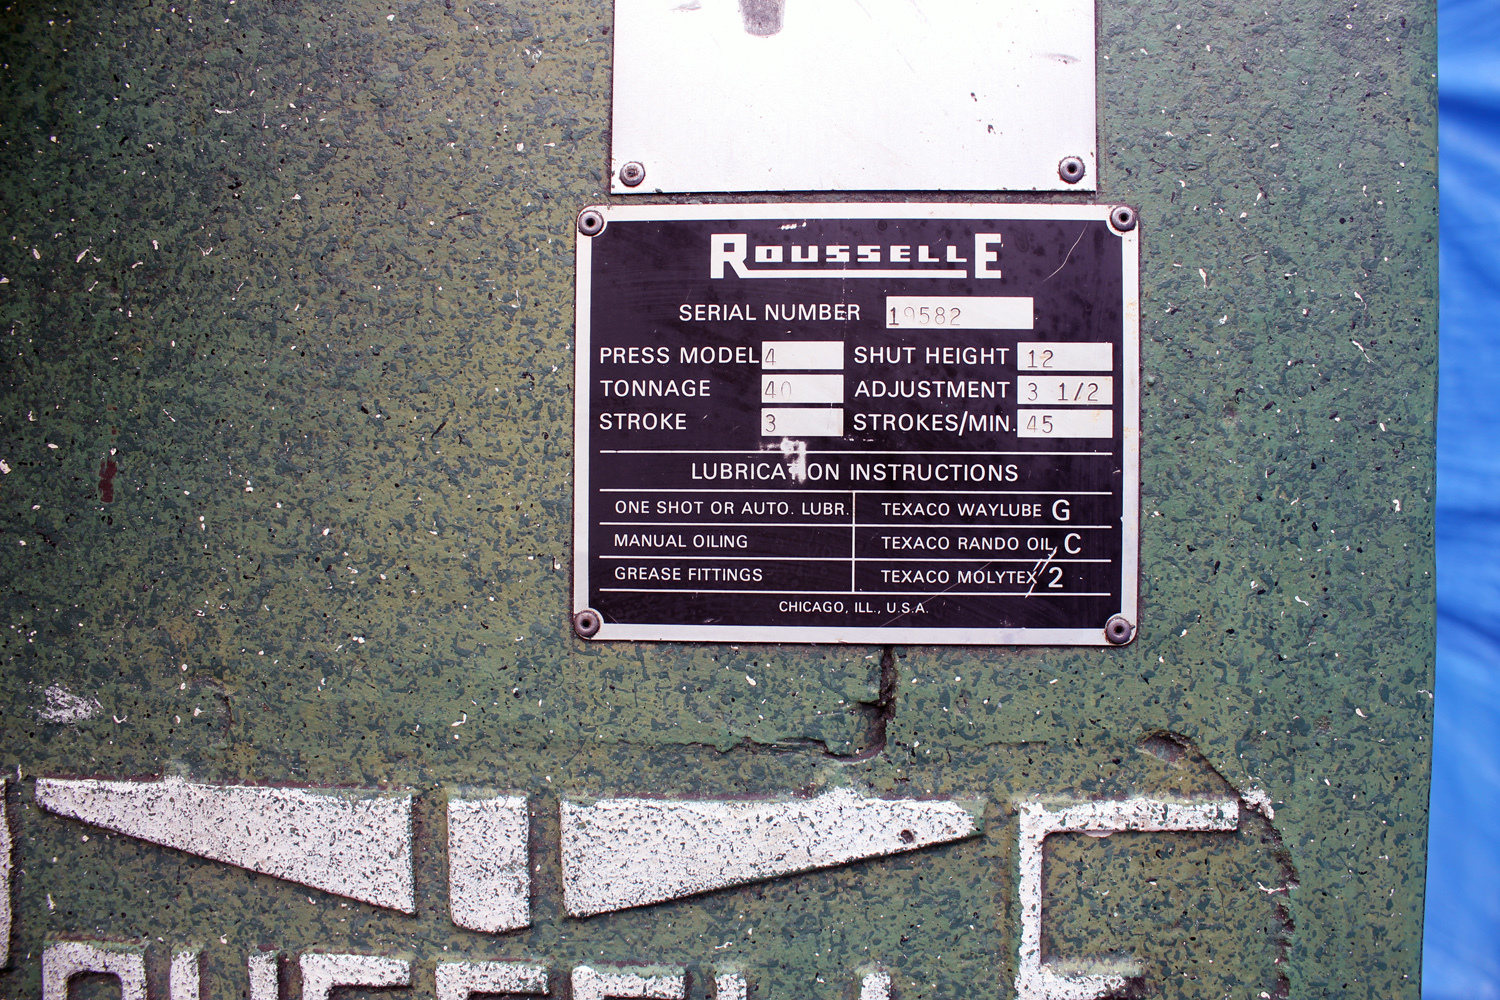 ROUSSELLE
SERIAL NUMBER 19582
PRESS MODEL 4 SHUT HEIGHT 12
TONNAGE 40 ADJUSTMENT 3 1/2
STROKE 3 STROKES/MIN. 45
LUBRICATION INSTRUCTIONS
ONE SHOT OR AUTO. LUBR. TEXACO WAYLUBE G
MANUAL OILING TEXACO RANDO OIL C
GREASE FITTINGS TEXACO MOLYTEX 2
CHICAGO, ILL., U.S.A.
ROUSSELLE